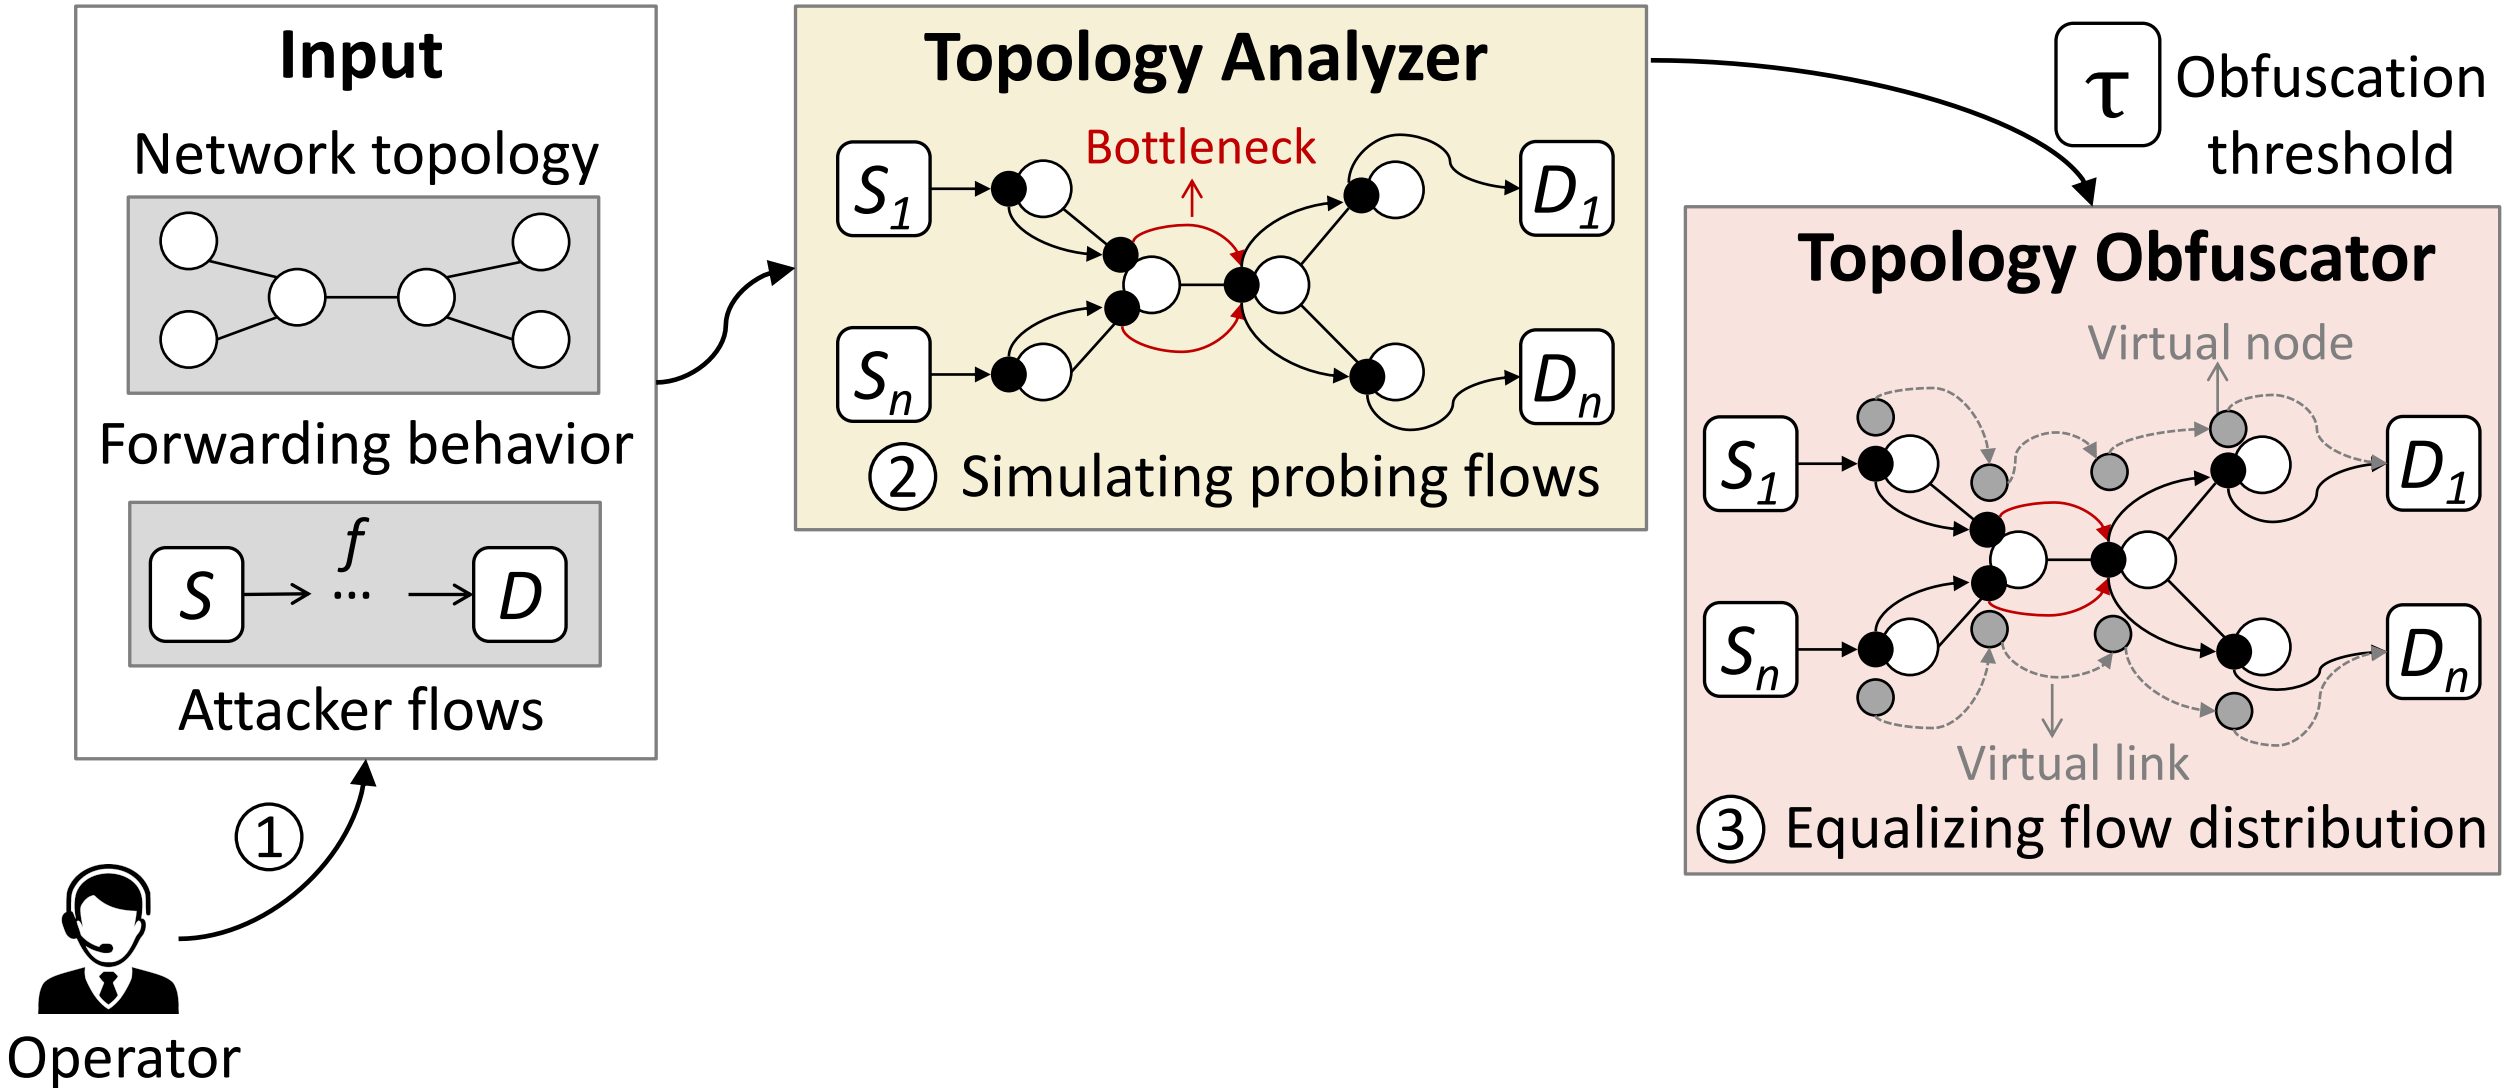 Input
Network topology
Forwarding behavior
S
f
...
D
Attacker flows
1
Operator
Topology Analyzer
Bottleneck
S1
D1
Sn
Dn
2 Simulating probing flows
τ
Obfuscation
threshold
Topology Obfuscator
Virtual node
S1
D1
Sn
Dn
Virtual link
3 Equalizing flow distribution